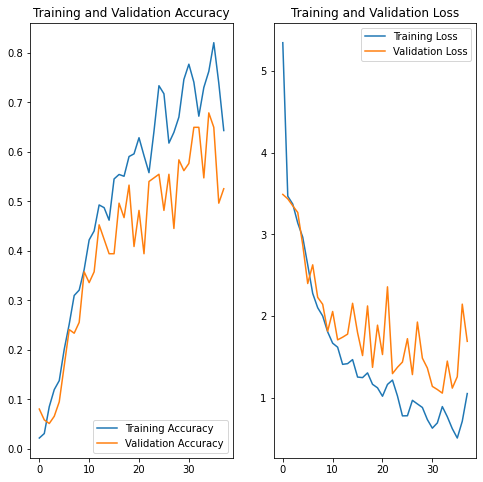 Training and Validation Accuracy
0.8
0.7
0.6
0.5
0.4
0.3
0.2
0.1
0.0
0 10 20 30
Training Accuracy
Validation Accuracy
Training and Validation Loss
5
4
3
2
1
0 10 20 30
Training Loss
Validation Loss